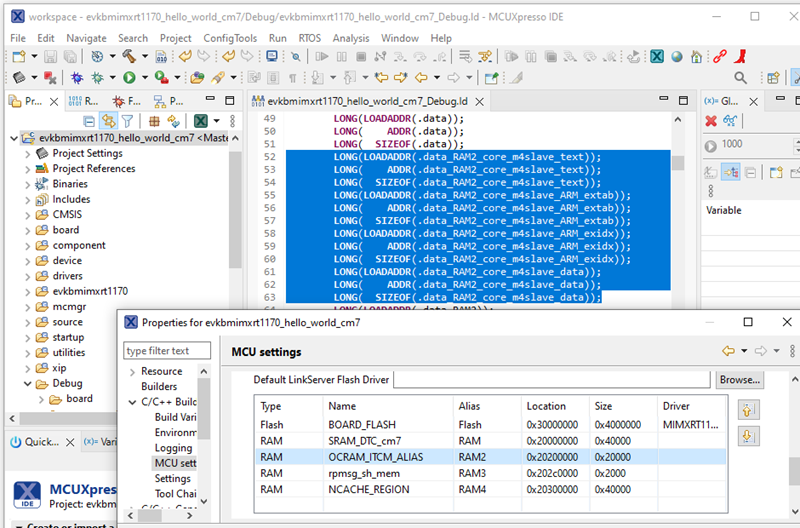 workspace - evkbmimxrt1170_hello_world_cm7/Debug/evkbmimxrt1170_hello_world_cm7_Debug.ld - MCUXpresso IDE
File Edit Navigate Search Project ConfigTools Run RTOS Analysis Window Help
Pr... R... F... P...
evkbmimxrt1170_hello_world_cm7_Debug.ld
Gl...
evkbmimxrt1170_hello_world_cm7 <Mast
Project Settings
Project References
Binaries
Includes
CMSIS
board
component
device
drivers
evkbmimxrt1170
mcmgr
source
startup
utilities
xip
Debug
board
49 LONG(LOADADDR(.data));
50 LONG( ADDR(.data));
51 LONG( SIZEOF(.data));
52 LONG(LOADADDR(.data_RAM2_core_m4slave_text));
53 LONG( ADDR(.data_RAM2_core_m4slave_text));
54 LONG( SIZEOF(.data_RAM2_core_m4slave_text));
55 LONG(LOADADDR(.data_RAM2_core_m4slave_ARM_extab));
56 LONG( ADDR(.data_RAM2_core_m4slave_ARM_extab));
57 LONG( SIZEOF(.data_RAM2_core_m4slave_ARM_extab));
58 LONG(LOADADDR(.data_RAM2_core_m4slave_ARM_exidx));
59 LONG( ADDR(.data_RAM2_core_m4slave_ARM_exidx));
60 LONG( SIZEOF(.data_RAM2_core_m4slave_ARM_exidx));
61 LONG(LOADADDR(.data_RAM2_core_m4slave_data));
62 LONG( ADDR(.data_RAM2_core_m4slave_data));
63 LONG( SIZEOF(.data_RAM2_core_m4slave_data));
64 LONG(LOADADDR(.data_RAM2));
1000
Variable
Quick...
(x)= Vari
MCUXpress
IDE
Project: evkbmi
Create or import a
Properties for evkbmimxrt1170_hello_world_cm7
type filter text
Resource
Builders
C/C++ Buil
Build Vari
Environm
Logging
MCU sett
Settings
Tool Chai
MCU settings
Default LinkServer Flash Driver Browse...
Type Name Alias Location Size Driver
Flash BOARD_FLASH Flash 0x30000000 0x4000000 MIMXRT11...
RAM SRAM_DTC_cm7 RAM 0x20000000 0x40000
RAM OCRAM_ITCM_ALIAS RAM2 0x20200000 0x20000
RAM rpmsg_sh_mem RAM3 0x202c0000 0x2000
RAM NCACHE_REGION RAM4 0x20300000 0x40000